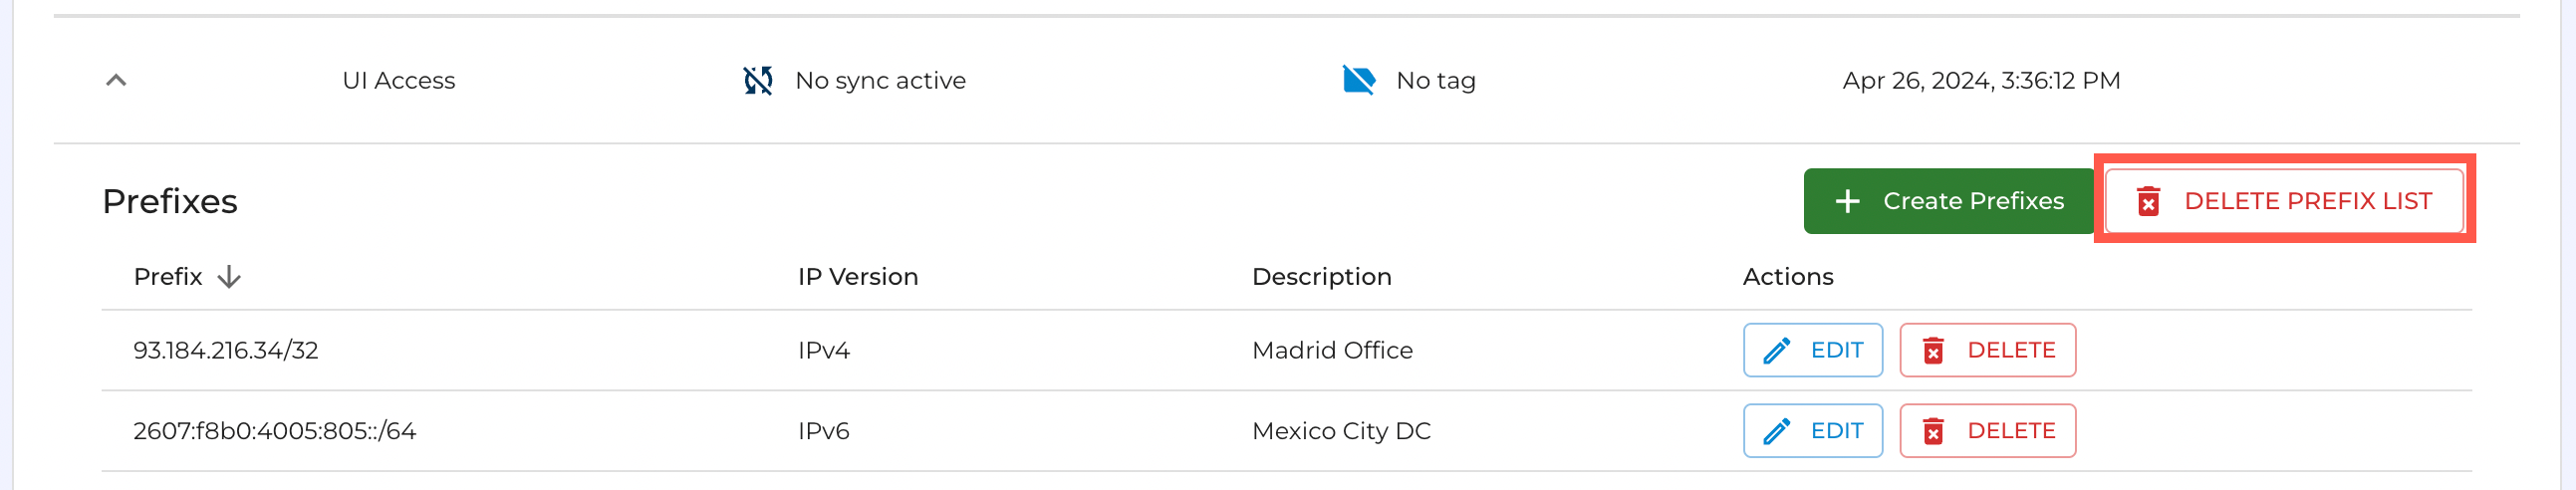 UI Access No sync active No tag Apr 26, 2024, 3:36:12 PM
Prefixes Create Prefixes DELETE PREFIX LIST
Prefix IP Version Description Actions
93.184.216.34/32 IPv4 Madrid Office EDIT DELETE
2607:f8b0:4005:805::/64 IPv6 Mexico City DC EDIT DELETE